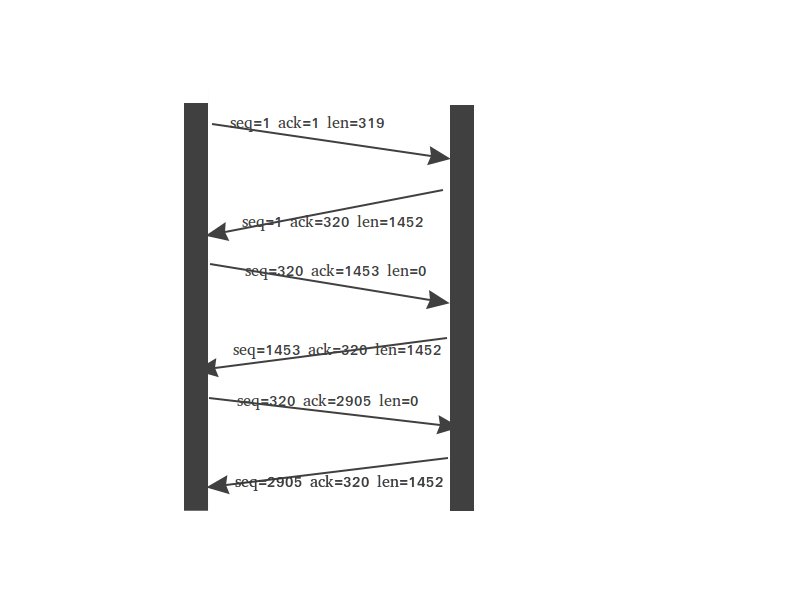 seq=1 ack=1 len=319
seq=1 ack=320 len=1452
seq=320 ack=1453 len=0
seq=1453 ack=320 len=1452
seq=320 ack=2905 len=0
seq=2905 ack=320 len=1452